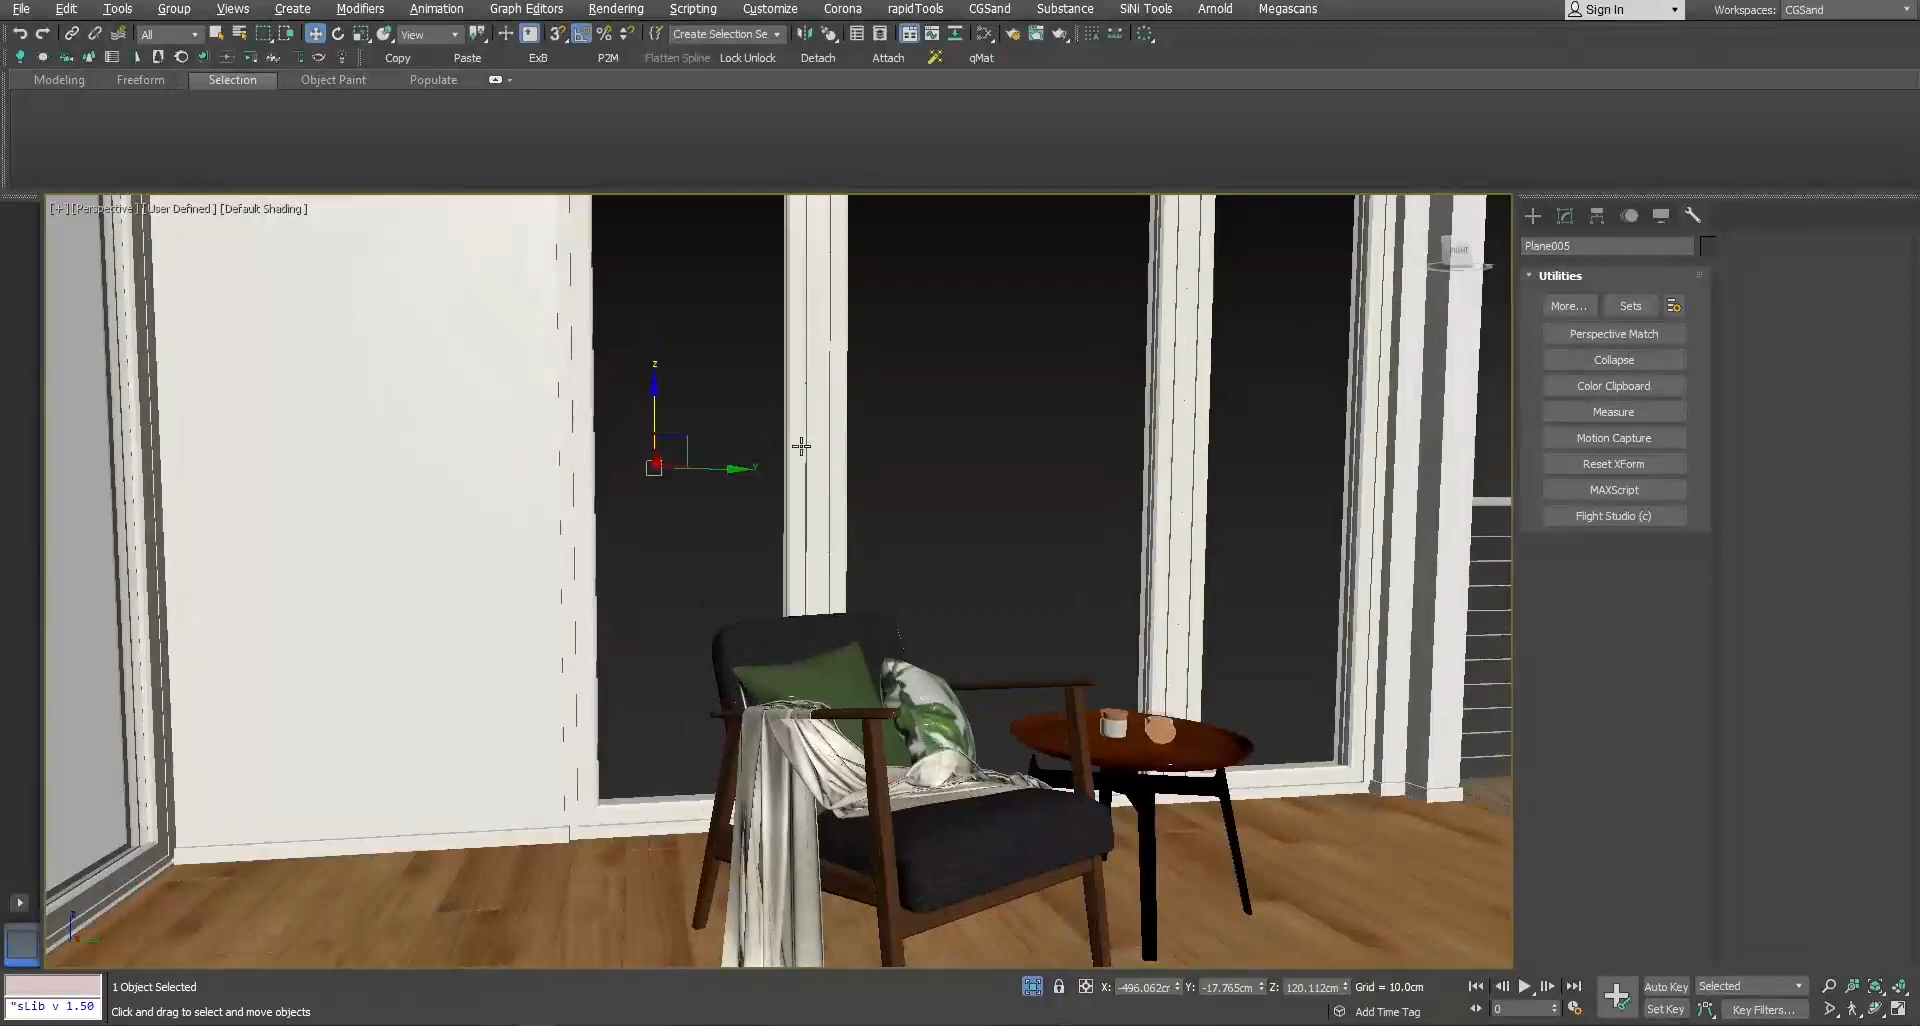 File Edit Tools Group Views Create Modifiers Animation Graph Editors Rendering Scripting Customize Corona rapidTools CGSand Substance SiNi Tools Arnold Megascans Sign In Workspaces: CGSand
All View Create Selection Se
Copy Paste ExB P2M Flatten Spline Lock Unlock Detach Attach qMat
Modeling Freeform Selection Object Paint Populate
[+] [Perspective] [User Defined] [Default Shading]
RIGHT
Plane005
Utilities
More... Sets
Perspective Match
Collapse
Color Clipboard
Measure
Motion Capture
Reset XForm
MAXScript
Flight Studio (c)
z
Y
1 Object Selected
X: -496.062cr Y: -17.765cm Z: 120.112cm Grid = 10.0cm
Auto Key Selected
"sLib v 1.50
Click and drag to select and move objects
Add Time Tag
0
Set Key Key Filters...